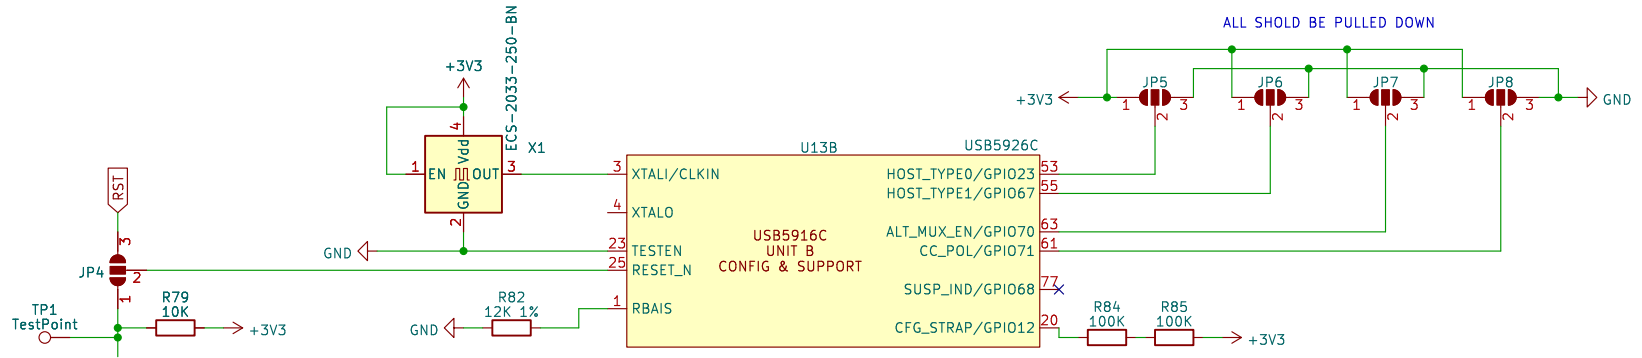 ALL SHOLD BE PULLED DOWN
ECS-2033-250-BN
+3V3
4
Vdd
X1
1
EN
OUT
3
GND
2
GND
RST
3
JP4
2
1
R79
10K
+3V3
TP1
TestPoint
R82
12K 1%
GND
U13B
USB5926C
3
XTALI/CLKIN
4
XTALO
23
TESTEN
25
RESET_N
1
RBAIS
USB5916C
UNIT B
CONFIG & SUPPORT
HOST_TYPE0/GPIO23
53
HOST_TYPE1/GPIO67
55
ALT_MUX_EN/GPIO70
63
CC_POL/GPIO71
61
SUSP_IND/GPIO68
77
CFG_STRAP/GPIO12
20
+3V3
JP5
1
3
2
JP6
1
3
2
JP7
1
3
2
JP8
1
3
2
GND
R84
100K
R85
100K
+3V3